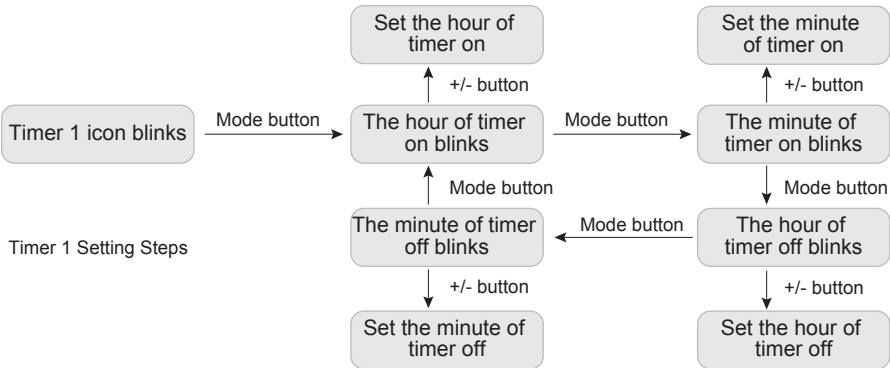 Set the hour of
timer on
Set the minute
of timer on
+/- button
+/- button
Timer 1 icon blinks
Mode button
The hour of timer
on blinks
Mode button
The minute of
timer on blinks
Mode button
Mode button
Timer 1 Setting Steps
The minute of timer
off blinks
Mode button
The hour of
timer off blinks
+/- button
+/- button
Set the minute of
timer off
Set the hour of
timer off